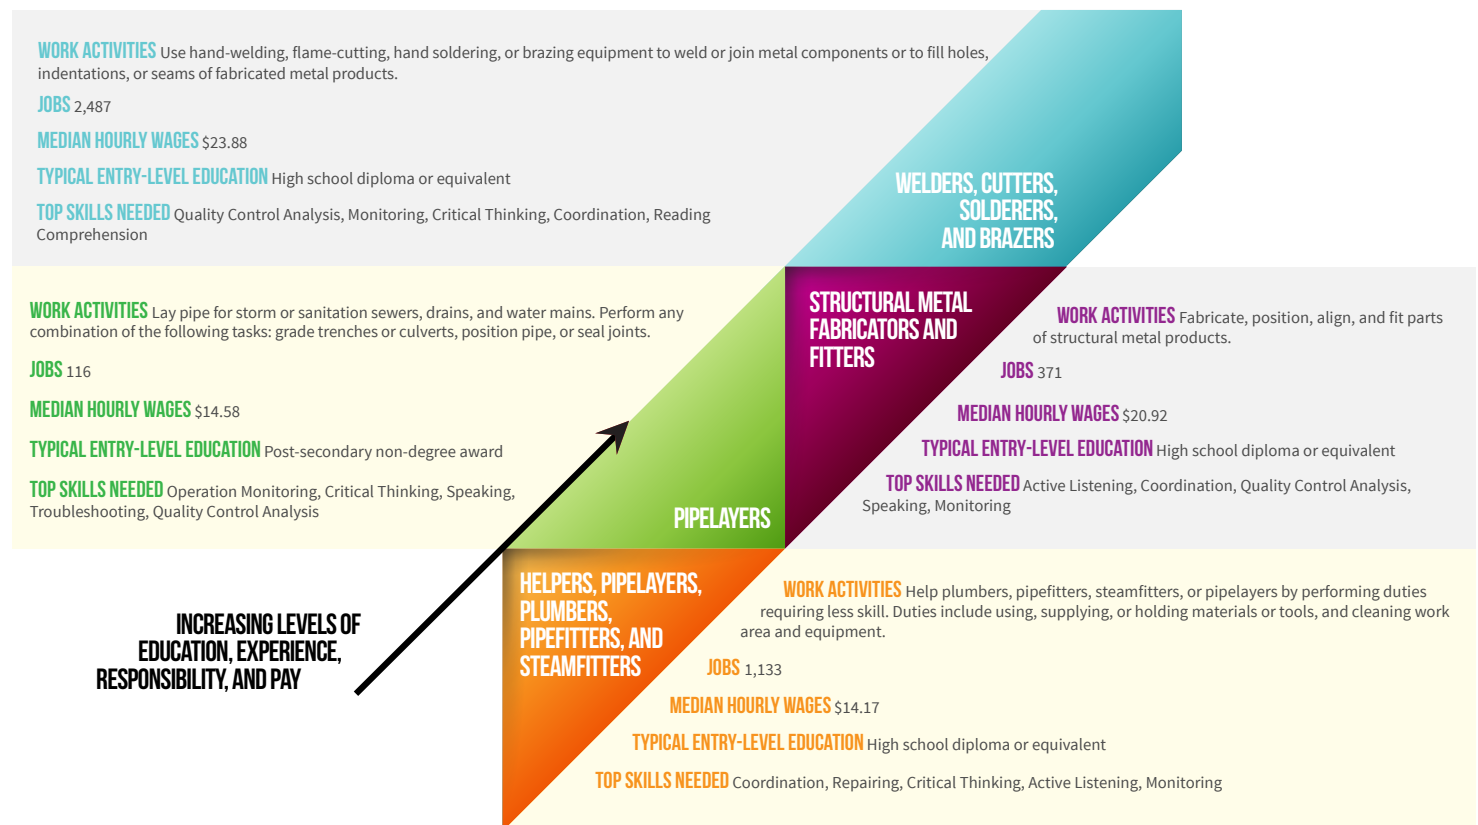 WORK ACTIVITIES Use hand-welding, flame-cutting, hand soldering, or brazing equipment to weld or join metal components or to fill holes,
indentations, or seams of fabricated metal products.
JOBS 2,487
MEDIAN HOURLY WAGES $23.88
TYPICAL ENTRY-LEVEL EDUCATION High school diploma or equivalent
TOP SKILLS NEEDED Quality Control Analysis, Monitoring, Critical Thinking, Coordination, Reading
Comprehension
WELDERS, CUTTERS,
SOLDERERS,
AND BRAZERS
WORK ACTIVITIES Lay pipe for storm or sanitation sewers, drains, and water mains. Perform any
combination of the following tasks: grade trenches or culverts, position pipe, or seal joints.
JOBS 116
MEDIAN HOURLY WAGES $14.58
TYPICAL ENTRY-LEVEL EDUCATION Post-secondary non-degree award
TOP SKILLS NEEDED Operation Monitoring, Critical Thinking, Speaking,
Troubleshooting, Quality Control Analysis
PIPELAYERS
STRUCTURAL METAL
FABRICATORS AND
FITTERS
WORK ACTIVITIES Fabricate, position, align, and fit parts
of structural metal products.
JOBS 371
MEDIAN HOURLY WAGES $20.92
TYPICAL ENTRY-LEVEL EDUCATION High school diploma or equivalent
TOP SKILLS NEEDED Active Listening, Coordination, Quality Control Analysis,
Speaking, Monitoring
INCREASING LEVELS OF
EDUCATION, EXPERIENCE,
RESPONSIBILITY, AND PAY
HELPERS, PIPELAYERS,
PLUMBERS,
PIPEFITTERS, AND
STEAMFITTERS
WORK ACTIVITIES Help plumbers, pipefitters, steamfitters, or pipelayers by performing duties
requiring less skill. Duties include using, supplying, or holding materials or tools, and cleaning work
area and equipment.
JOBS 1,133
MEDIAN HOURLY WAGES $14.17
TYPICAL ENTRY-LEVEL EDUCATION High school diploma or equivalent
TOP SKILLS NEEDED Coordination, Repairing, Critical Thinking, Active Listening, Monitoring